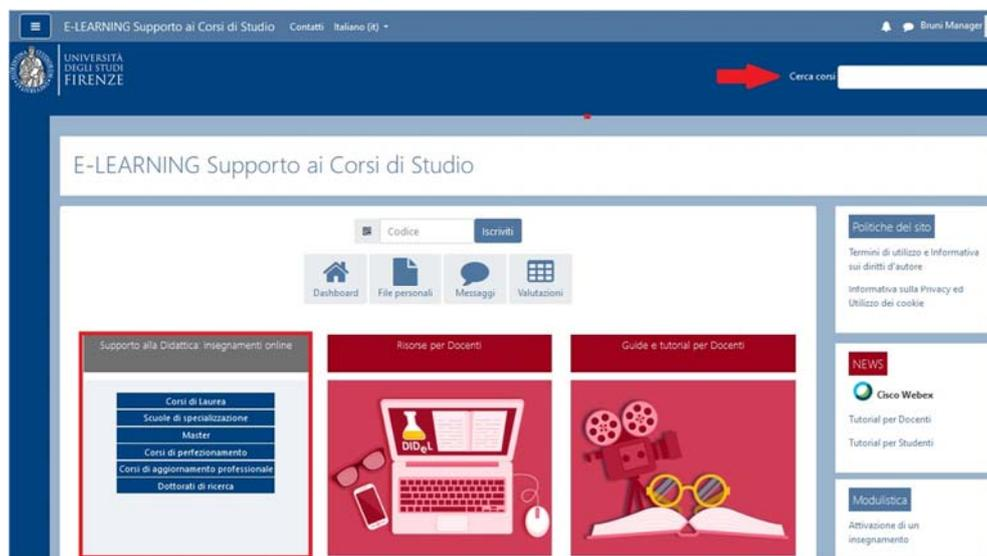 E-LEARNING Supporto ai Corsi di Studio Contatti Italiano (it)
Bruni Manager
UNIVERSITÀ
DEGLI STUDI
FIRENZE
Cerca corsi
E-LEARNING Supporto ai Corsi di Studio
Codice Iscriviti
Dashboard File personali Messaggi Valutazioni
Supporto alla Didattica: insegnamenti online
Corsi di Laurea
Scuole di specializzazione
Master
Corsi di perfezionamento
Corsi di aggiornamento professionale
Dottorati di ricerca
Risorse per Docenti
DIDeL
Guide e tutorial per Docenti
Politiche del sito
Termini di utilizzo e Informativa
sui diritti d'autore
Informativa sulla Privacy ed
Utilizzo dei cookie
NEWS
Cisco Webex
Tutorial per Docenti
Tutorial per Studenti
Modulistica
Attivazione di un
insegnamento